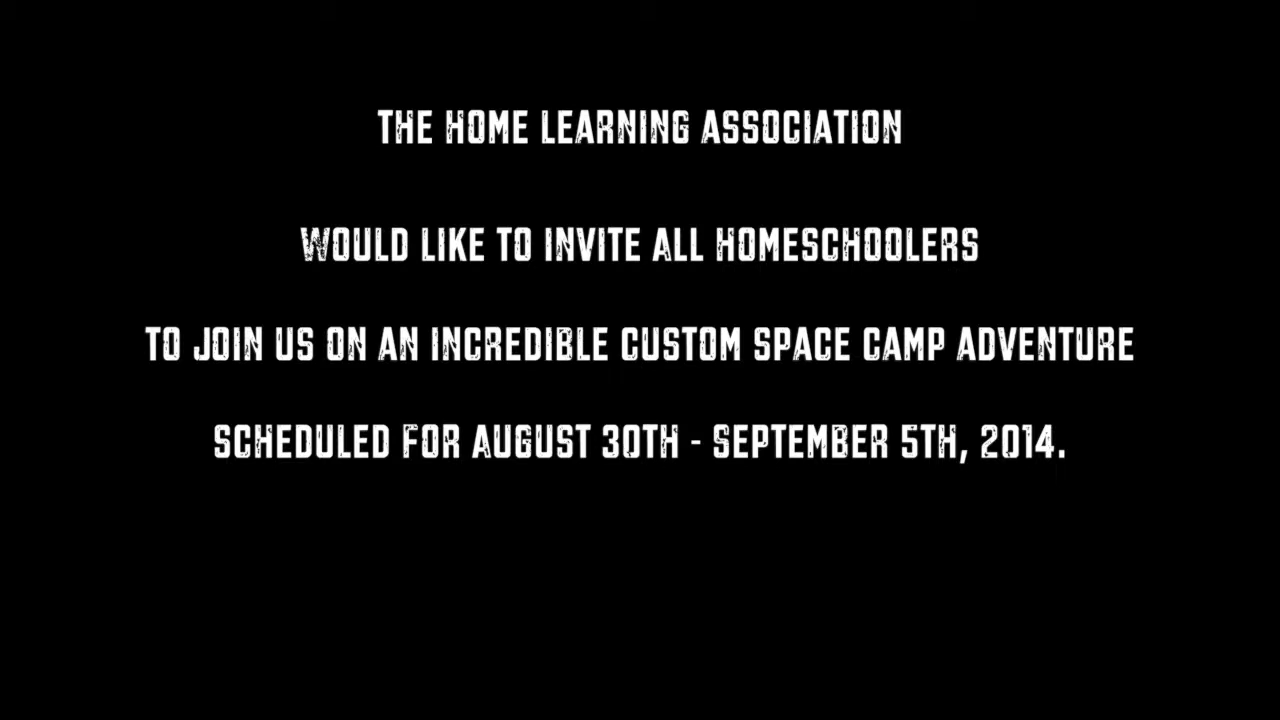 THE HOME LEARNING ASSOCIATION
WOULD LIKE TO INVITE ALL HOMESCHOOLERS
TO JOIN US ON AN INCREDIBLE CUSTOM SPACE CAMP ADVENTURE
SCHEDULED FOR AUGUST 30TH - SEPTEMBER 5TH, 2014.